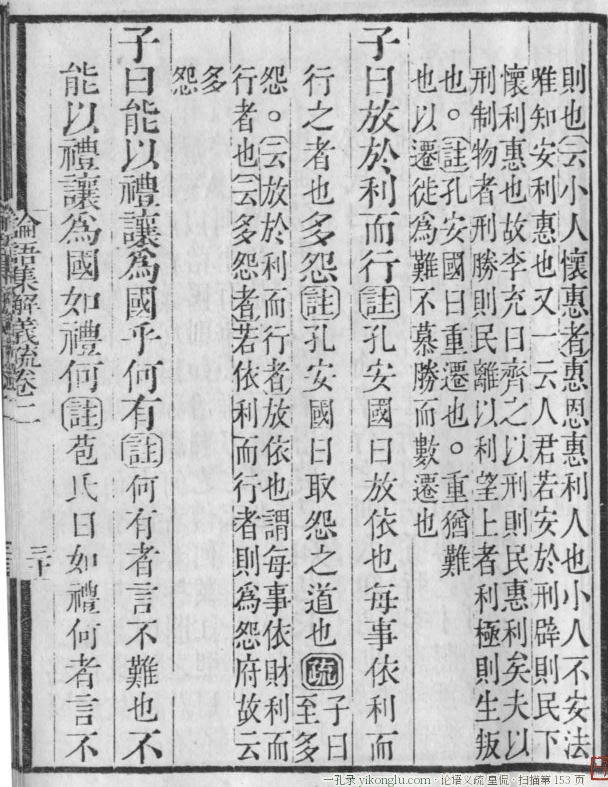 則也云小人懷惠者惠恩惠利人也小人不安法
唯知安利惠也又一云人君若安於刑辟則民下
懷利惠也故李充曰齊之以刑則民惠利矣夫以
刑制物者刑勝則民離以利望上者利極則生叛
也。註孔安國曰重遷也。重猶難
也以遷徙爲難不慕勝而數遷也
子曰放於利而行註孔安國曰放依也每事依利而
行之者也多怨註孔安國曰取怨之道也疏子曰
至多
怨。云放於利而行者放依也謂每事依財利而
行者也云多怨者若依利而行者則爲怨府故云
多
怨
子曰能以禮讓為國乎何有註何有者言不難也不
能以禮讓為國如禮何註苞氏曰如禮何者言不
論語集解義疏卷二
三十
一孔录 yikonglu.com · 论语义疏 皇侃 · 扫描第 153 页